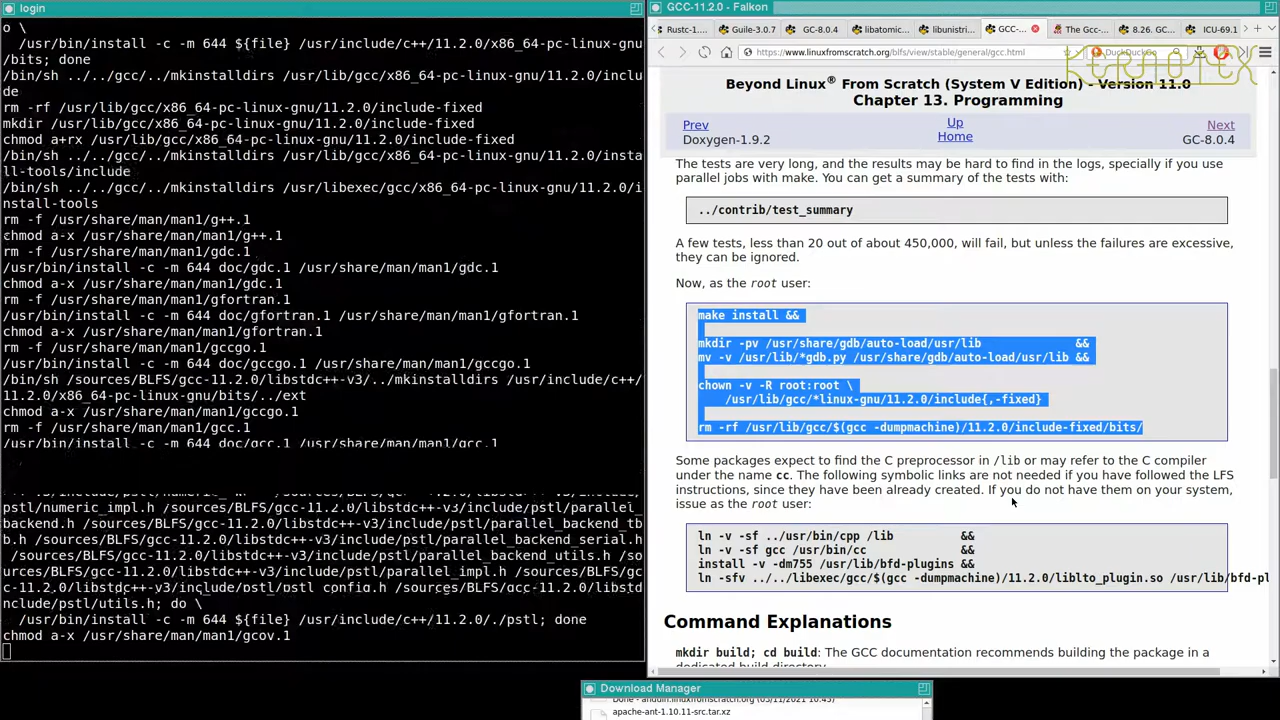 login
o \
/usr/bin/install -c -m 644 ${file} /usr/include/c++/11.2.0/x86_64-pc-linux-gnu
/bits; done
/bin/sh ../../gcc/../mkinstalldirs /usr/lib/gcc/x86_64-pc-linux-gnu/11.2.0/inclu
de
rm -rf /usr/lib/gcc/x86_64-pc-linux-gnu/11.2.0/include-fixed
mkdir /usr/lib/gcc/x86_64-pc-linux-gnu/11.2.0/include-fixed
chmod a+rx /usr/lib/gcc/x86_64-pc-linux-gnu/11.2.0/include-fixed
/bin/sh ../../gcc/../mkinstalldirs /usr/lib/gcc/x86_64-pc-linux-gnu/11.2.0/insta
ll-tools/include
/bin/sh ../../gcc/../mkinstalldirs /usr/libexec/gcc/x86_64-pc-linux-gnu/11.2.0/i
nstall-tools
rm -f /usr/share/man/man1/g++.1
chmod a-x /usr/share/man/man1/g++.1
rm -f /usr/share/man/man1/gdc.1
/usr/bin/install -c -m 644 doc/gdc.1 /usr/share/man/man1/gdc.1
chmod a-x /usr/share/man/man1/gdc.1
rm -f /usr/share/man/man1/gfortran.1
/usr/bin/install -c -m 644 doc/gfortran.1 /usr/share/man/man1/gfortran.1
chmod a-x /usr/share/man/man1/gfortran.1
rm -f /usr/share/man/man1/gccgo.1
/usr/bin/install -c -m 644 doc/gccgo.1 /usr/share/man/man1/gccgo.1
/bin/sh /sources/BLFS/gcc-11.2.0/libstdc++-v3/../mkinstalldirs /usr/include/c++/
11.2.0/x86_64-pc-linux-gnu/bits/../ext
chmod a-x /usr/share/man/man1/gccgo.1
rm -f /usr/share/man/man1/gcc.1
/usr/bin/install -c -m 644 doc/gcc.1 /usr/share/man/man1/gcc.1
pstl/numeric_impl.h /sources/BLFS/gcc-11.2.0/libstdc++-v3/include/pstl/parallel_
backend.h /sources/BLFS/gcc-11.2.0/libstdc++-v3/include/pstl/parallel_backend_tb
b.h /sources/BLFS/gcc-11.2.0/libstdc++-v3/include/pstl/parallel_backend_serial.h
/sources/BLFS/gcc-11.2.0/libstdc++-v3/include/pstl/parallel_backend_utils.h /so
urces/BLFS/gcc-11.2.0/libstdc++-v3/include/pstl/parallel_impl.h /sources/BLFS/gc
c-11.2.0/libstdc++-v3/include/pstl/pstl_config.h /sources/BLFS/gcc-11.2.0/libstd
nclude/pstl/utils.h; do \
/usr/bin/install -c -m 644 ${file} /usr/include/c++/11.2.0/./pstl; done
chmod a-x /usr/share/man/man1/gcov.1
GCC-11.2.0 - Falkon
Rust-1.... Guile-3.0.7 GC-8.0.4 libatomic... libunistri... GCC-... The Gcc-... 8.26. GC... ICU-69.1
https://www.linuxfromscratch.org/blfs/view/stable/general/gcc.html
DuckDuckGo
KERNOTEX
Beyond Linux® From Scratch (System V Edition) - Version 11.0
Chapter 13. Programming
Prev Up Next
Doxygen-1.9.2 Home GC-8.0.4
The tests are very long, and the results may be hard to find in the logs, specially if you use
parallel jobs with make. You can get a summary of the tests with:
../contrib/test_summary
A few tests, less than 20 out of about 450,000, will fail, but unless the failures are excessive,
they can be ignored.
Now, as the root user:
make install &&
mkdir -pv /usr/share/gdb/auto-load/usr/lib &&
mv -v /usr/lib/*gdb.py /usr/share/gdb/auto-load/usr/lib &&
chown -v -R root:root \
/usr/lib/gcc/*linux-gnu/11.2.0/include{,-fixed}
rm -rf /usr/lib/gcc/$(gcc -dumpmachine)/11.2.0/include-fixed/bits/
Some packages expect to find the C preprocessor in /lib or may refer to the C compiler
under the name cc. The following symbolic links are not needed if you have followed the LFS
instructions, since they have been already created. If you do not have them on your system,
issue as the root user:
ln -v -sf ../usr/bin/cpp /lib &&
ln -v -sf gcc /usr/bin/cc &&
install -v -dm755 /usr/lib/bfd-plugins &&
ln -sfv ../../libexec/gcc/$(gcc -dumpmachine)/11.2.0/liblto_plugin.so /usr/lib/bfd-pl
Command Explanations
mkdir build; cd build: The GCC documentation recommends building the package in a
dedicated build directory.
Download Manager
Done - anduin.linuxfromscratch.org (05/11/2021 10:45)
apache-ant-1.10.11-src.tar.xz